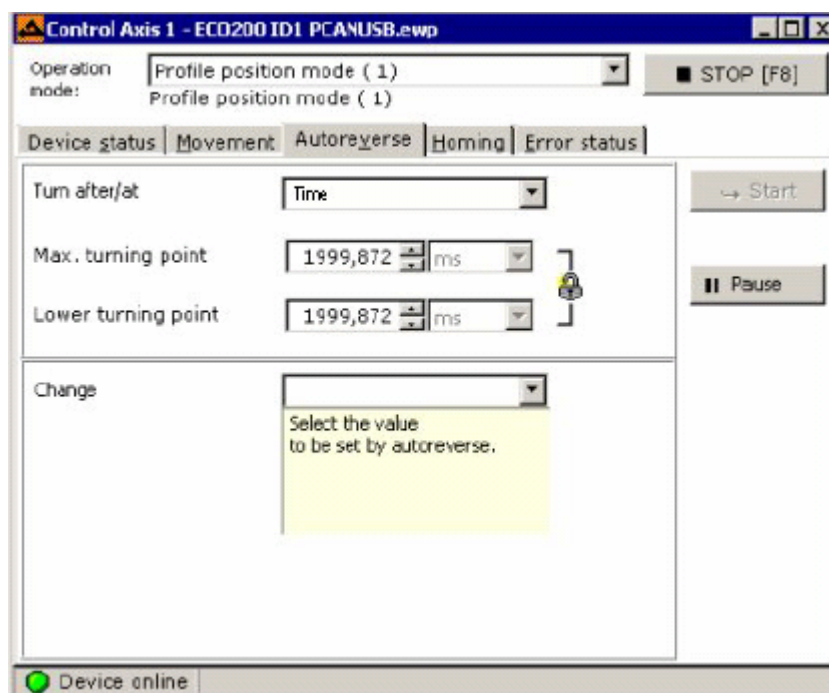 Control Axis 1 - ECO200 ID1 PCANUSB.ewp
Operation mode:
Profile position mode ( 1)
STOP [F8]
Profile position mode ( 1)
Device status Movement Autoreverse Homing Error status
Turn after/at Time
Start
Max. turning point 1999,872 ms
Pause
Lower turning point 1999,872 ms
Change
Select the value
to be set by autoreverse.
Device online